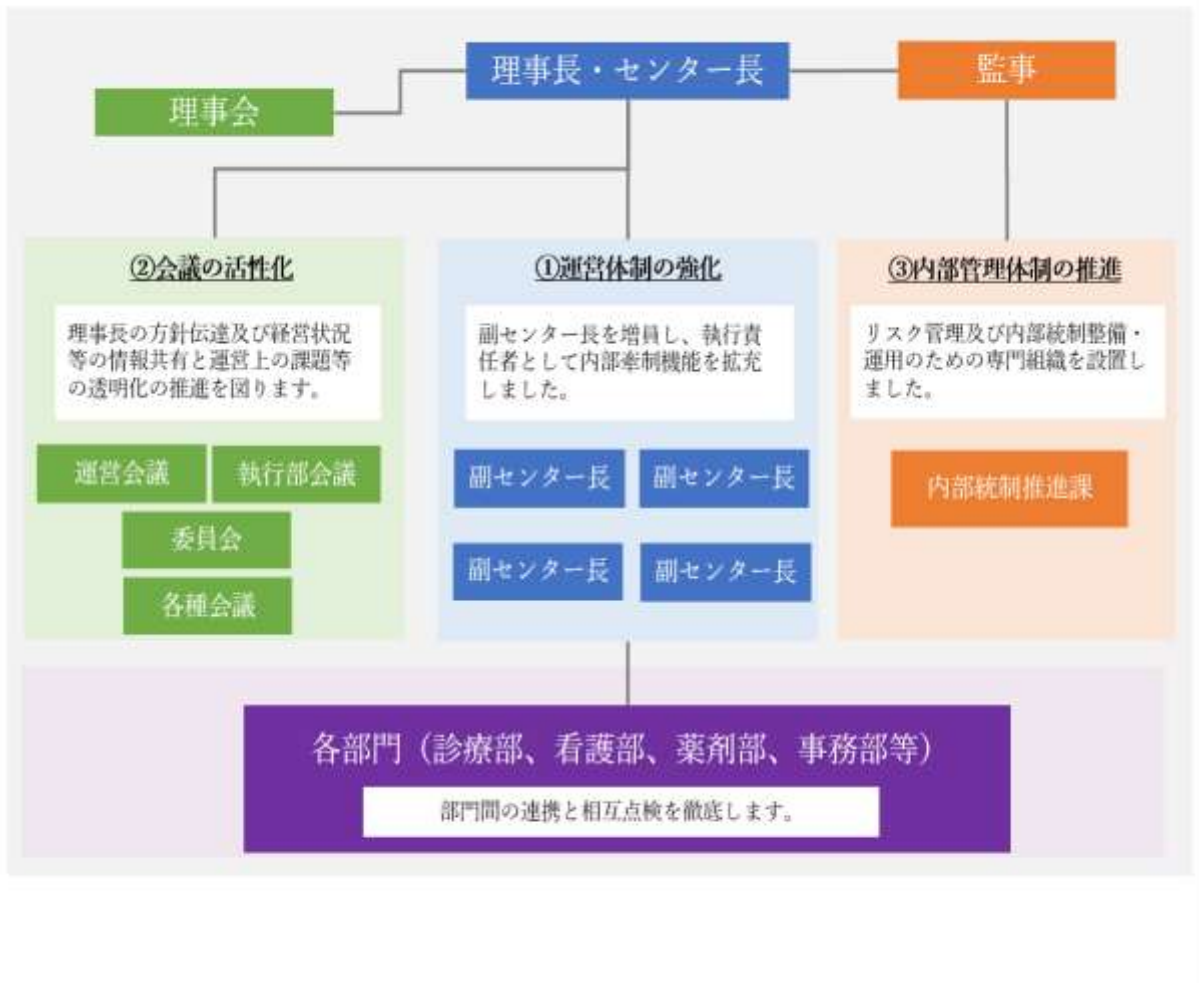 理事長・センター長
監事
理事会
②会議の活性化
理事長の方針伝達及び経営状況
等の情報共有と運営上の課題等
の透明化の推進を図ります。
運営会議
執行部会議
委員会
各種会議
①運営体制の強化
副センター長を増員し、執行責
任者として内部牽制機能を拡充
しました。
副センター長
副センター長
副センター長
副センター長
③内部管理体制の推進
リスク管理及び内部統制整備・
運用のための専門組織を設置し
ました。
内部統制推進課
各部門（診療部、看護部、薬剤部、事務部等）
部門間の連携と相互点検を徹底します。